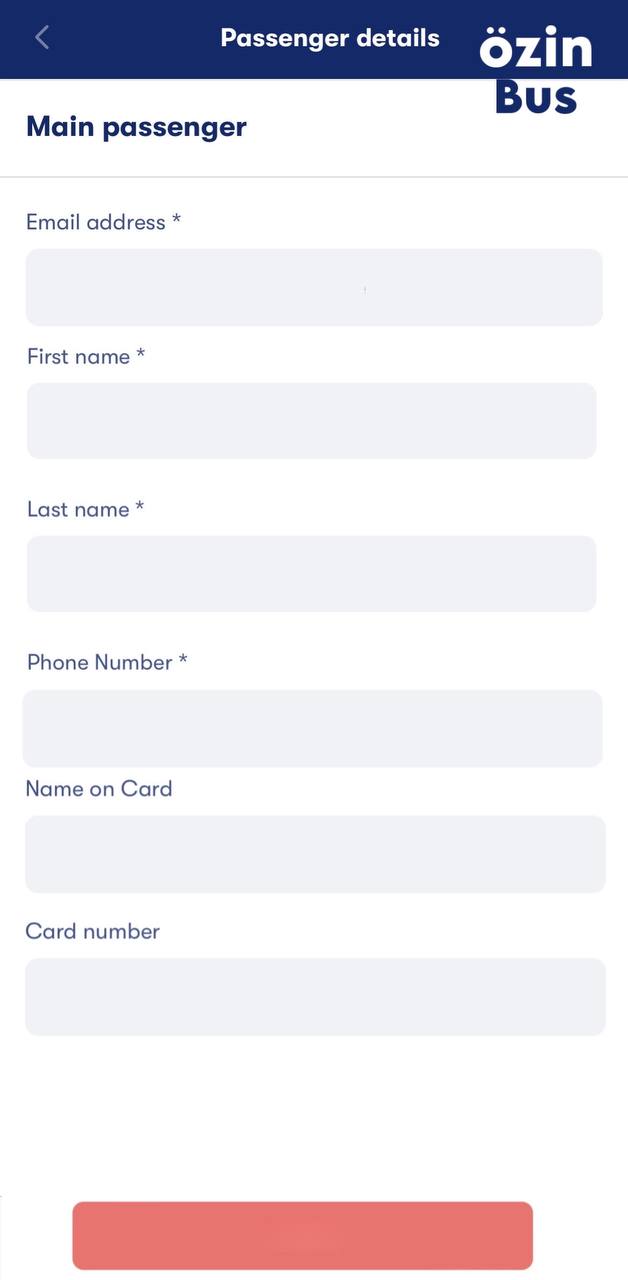 Passenger details
özin
Bus
Main passenger
Email address *
First name *
Last name *
Phone Number *
Name on Card
Card number